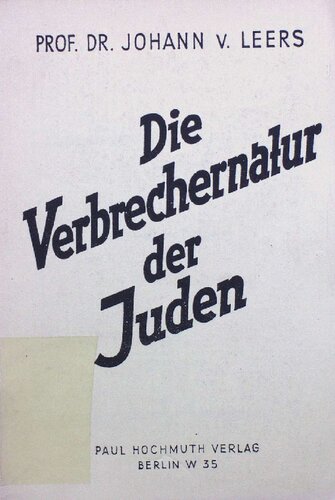 PROF. DR. JOHANN v. LEERS
Die
Verbrechernatur
der
Juden
PAUL HOCHMUTH VERLAG
BERLIN W 35